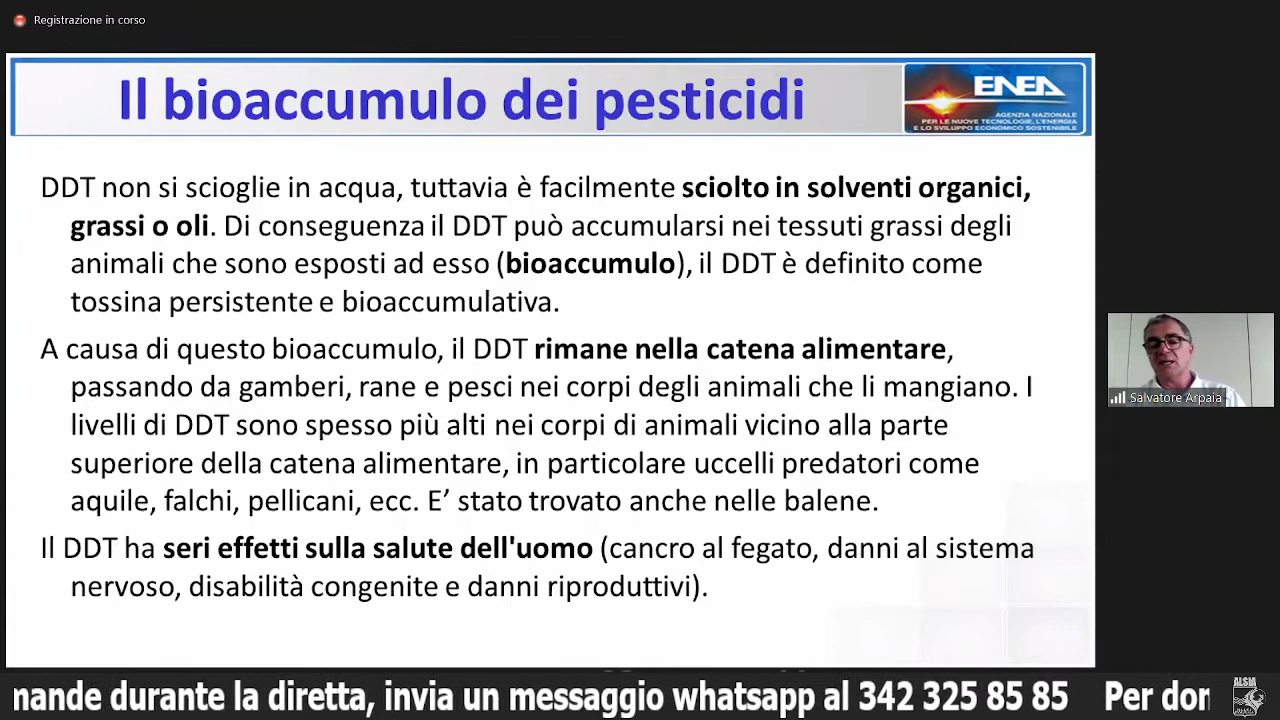 Registrazione in corso
Il bioaccumulo dei pesticidi
ENEA
AGENZIA NAZIONALE
PER LE NUOVE TECNOLOGIE, L'ENERGIA
E LO SVILUPPO ECONOMICO SOSTENIBILE
DDT non si scioglie in acqua, tuttavia è facilmente sciolto in solventi organici,
grassi o oli. Di conseguenza il DDT può accumularsi nei tessuti grassi degli
animali che sono esposti ad esso (bioaccumulo), il DDT è definito come
tossina persistente e bioaccumulativa.
A causa di questo bioaccumulo, il DDT rimane nella catena alimentare,
passando da gamberi, rane e pesci nei corpi degli animali che li mangiano. I
livelli di DDT sono spesso più alti nei corpi di animali vicino alla parte
superiore della catena alimentare, in particolare uccelli predatori come
aquile, falchi, pellicani, ecc. E’ stato trovato anche nelle balene.
Il DDT ha seri effetti sulla salute dell'uomo (cancro al fegato, danni al sistema
nervoso, disabilità congenite e danni riproduttivi).
Salvatore Arpaia
mande durante la diretta, invia un messaggio whatsapp al 342 325 85 85 Per don
ALSIA